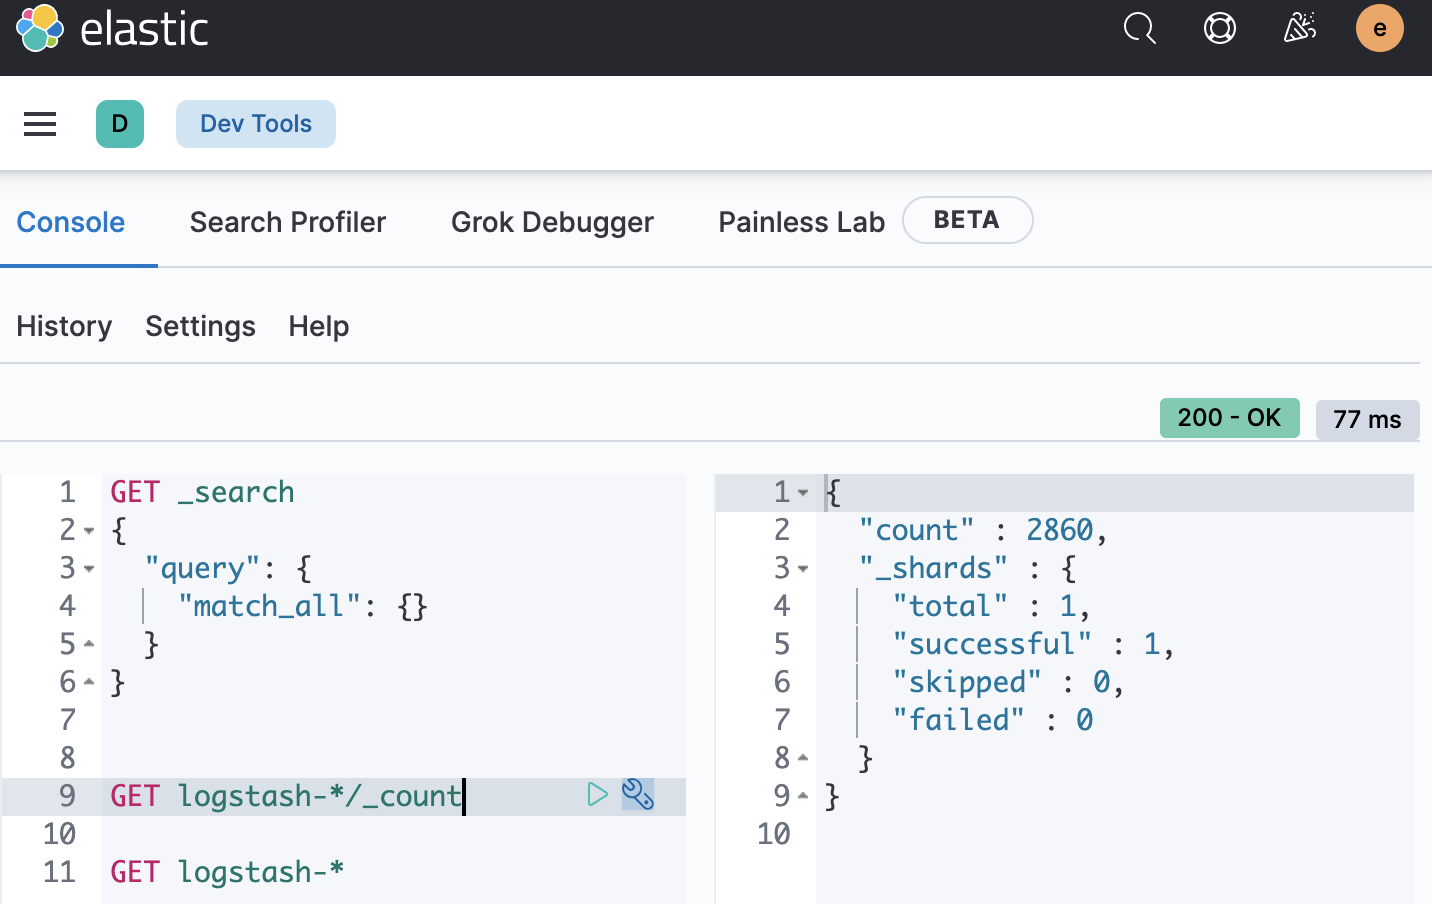 elastic
e
D
Dev Tools
Console Search Profiler Grok Debugger Painless Lab BETA
History Settings Help
200 - OK 77 ms
1 GET _search
2 {
3 "query": {
4 "match_all": {}
5 }
6 }
7
8
9 GET logstash-*/_count
10
11 GET logstash-*
1 {
2 "count" : 2860,
3 "_shards" : {
4 "total" : 1,
5 "successful" : 1,
6 "skipped" : 0,
7 "failed" : 0
8 }
9 }
10